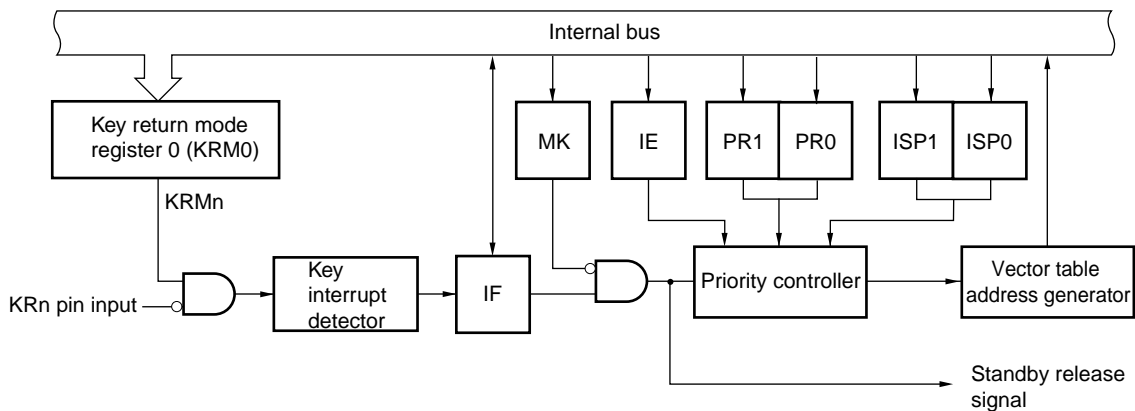 Internal bus
Key return mode
register 0 (KRM0)
MK
IE
PR1
PR0
ISP1
ISP0
KRMn
KRn pin input
Key
interrupt
detector
IF
Priority controller
Vector table
address generator
Standby release
signal